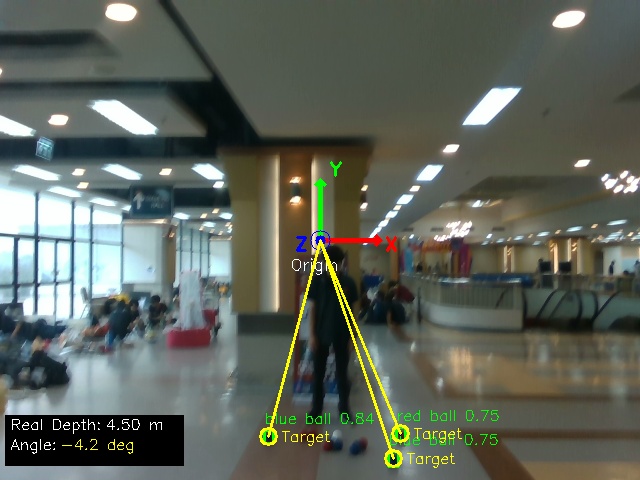 Y
Z
X
Origin
blue ball 0.84
red ball 0.75
Target
Target
blue ball 0.75
Target
Real Depth: 4.50 m
Angle: -4.2 deg